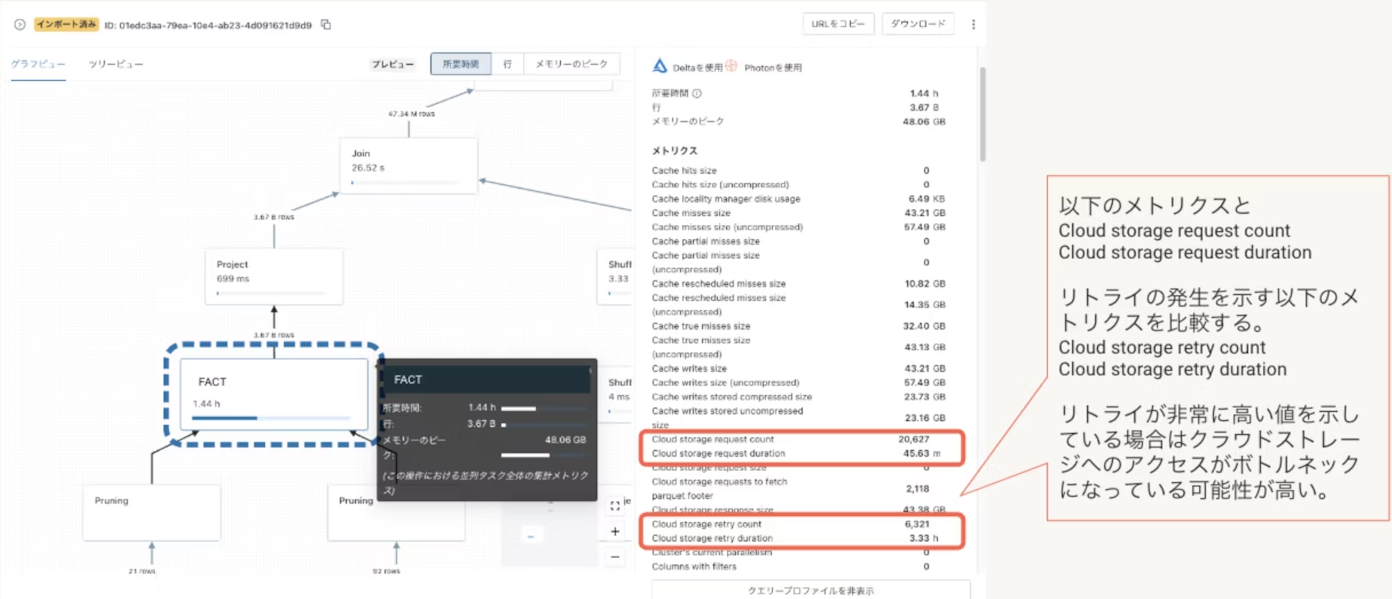 インポート済み ID: 01edc3aa-79ea-10e4-ab23-4d091621d9d9
URLをコピー
ダウンロード
グラフビュー
ツリービュー
プレビュー
所要時間
行
メモリーのピーク
47.34 M rows
Join
26.52 s
3.67 B rows
Project
699 ms
Shuff
3.33
3.67 B rows
FACT
1.44 h
FACT
所要時間: 1.44 h
行: 3.67 B
メモリーのピー 48.06 GB
ク:
(この操作における並列タスク全体の集計メトリク
ス)
Shuff
4 ms
Pruning
Pruning
21 rows
92 rows
Deltaを使用 Photonを使用
所要時間 1.44 h
行 3.67 B
メモリーのピーク 48.06 GB
メトリクス
Cache hits size 0
Cache hits size (uncompressed) 0
Cache locality manager disk usage 6.49 KB
Cache misses size 43.21 GB
Cache misses size (uncompressed) 57.49 GB
Cache partial misses size 0
Cache partial misses size
(uncompressed) 0
Cache rescheduled misses size 10.82 GB
Cache rescheduled misses size
(uncompressed) 14.35 GB
Cache true misses size 32.40 GB
Cache true misses size
(uncompressed) 43.13 GB
Cache writes size 43.21 GB
Cache writes size (uncompressed) 57.49 GB
Cache writes stored compressed size 23.73 GB
Cache writes stored uncompressed
size 23.16 GB
Cloud storage request count 20,627
Cloud storage request duration 45.63 m
Cloud storage request size 0
Cloud storage requests to fetch
parquet footer 2,118
Cloud storage response size 43.38 GB
Cloud storage retry count 6,321
Cloud storage retry duration 3.33 h
Cluster's current parallelism 0
Columns with filters 0
クエリープロファイルを非表示
以下のメトリクスと
Cloud storage request count
Cloud storage request duration
リトライの発生を示す以下のメ
トリクスを比較する。
Cloud storage retry count
Cloud storage retry duration
リトライが非常に高い値を示し
ている場合はクラウドストレー
ジへのアクセスがボトルネック
になっている可能性が高い。